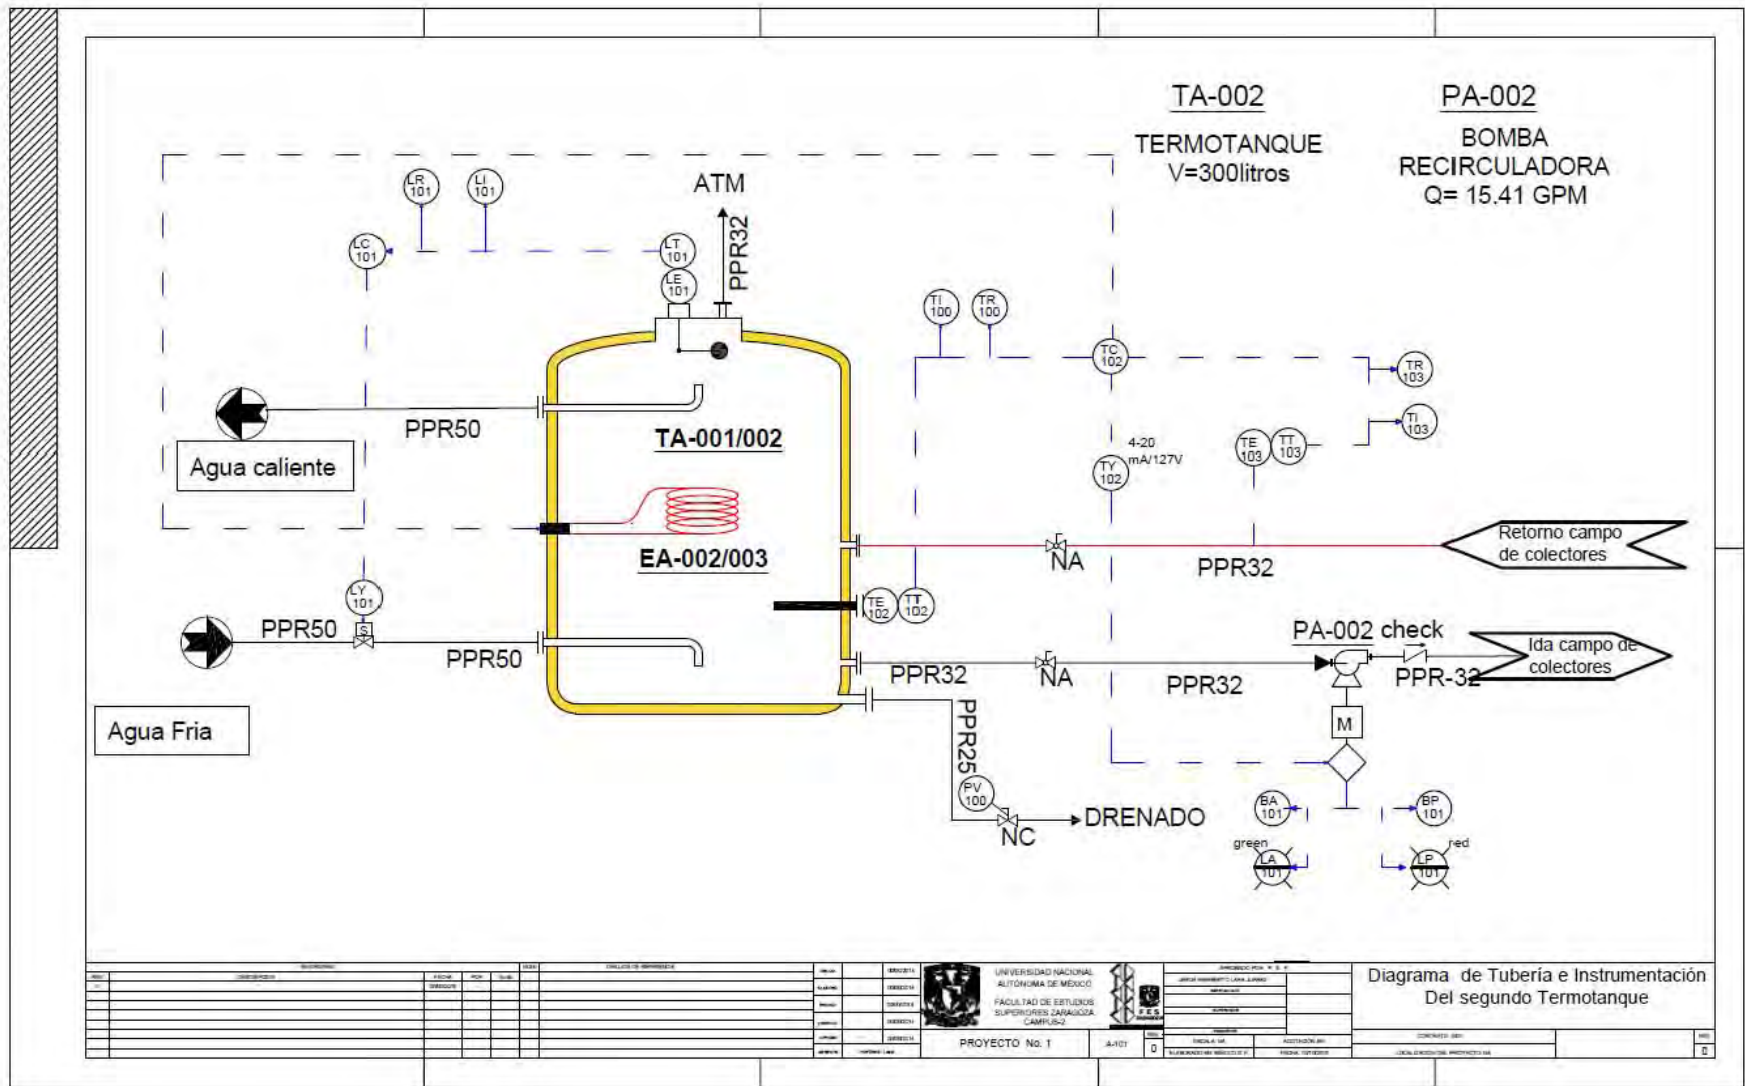 TA-002
TERMOTANQUE
V=300litros
PA-002
BOMBA
RECIRCULADORA
Q= 15.41 GPM
LR
101
LI
101
ATM
PPR32
LC
101
LT
101
LE
101
TI
100
TR
100
TC
102
TR
103
TI
103
TE
103
TT
103
4-20
mA/127V
TY
102
PPR50
Agua caliente
TA-001/002
EA-002/003
Retorno campo
de colectores
NA
PPR32
LY
101
S
TE
102
TT
102
PPR50
PPR50
PA-002
check
Ida campo de
colectores
PPR32
NA
PPR32
PPR-32
Agua Fria
M
PPR25
PV
100
DRENADO
NC
BA
101
BP
101
green
LA
101
red
LP
101
UNIVERSIDAD NACIONAL
AUTÓNOMA DE MÉXICO
FACULTAD DE ESTUDIOS
SUPERIORES ZARAGOZA
CAMPUS-2
FES
PROYECTO No. 1
A-101
0
Diagrama de Tubería e Instrumentación
Del segundo Termotanque
0